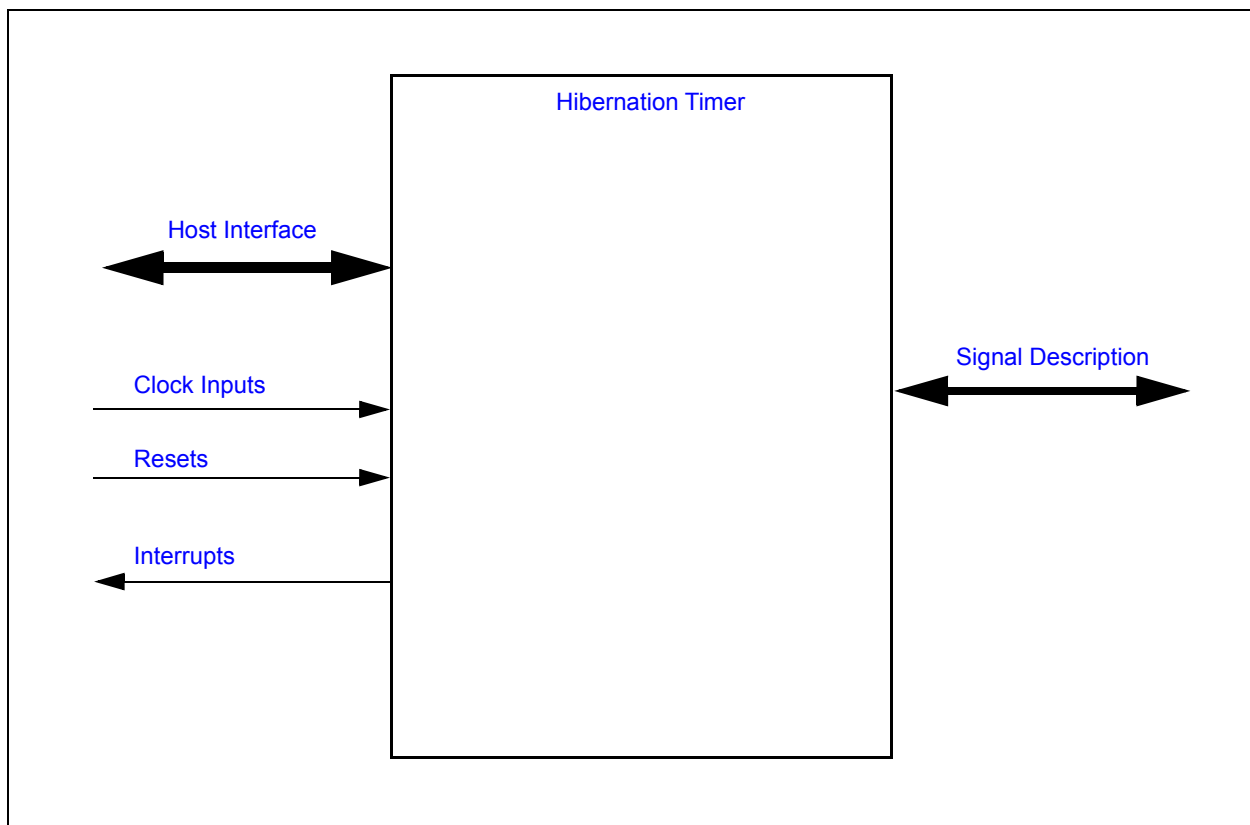 Hibernation Timer
Host Interface
Signal Description
Clock Inputs
Resets
Interrupts